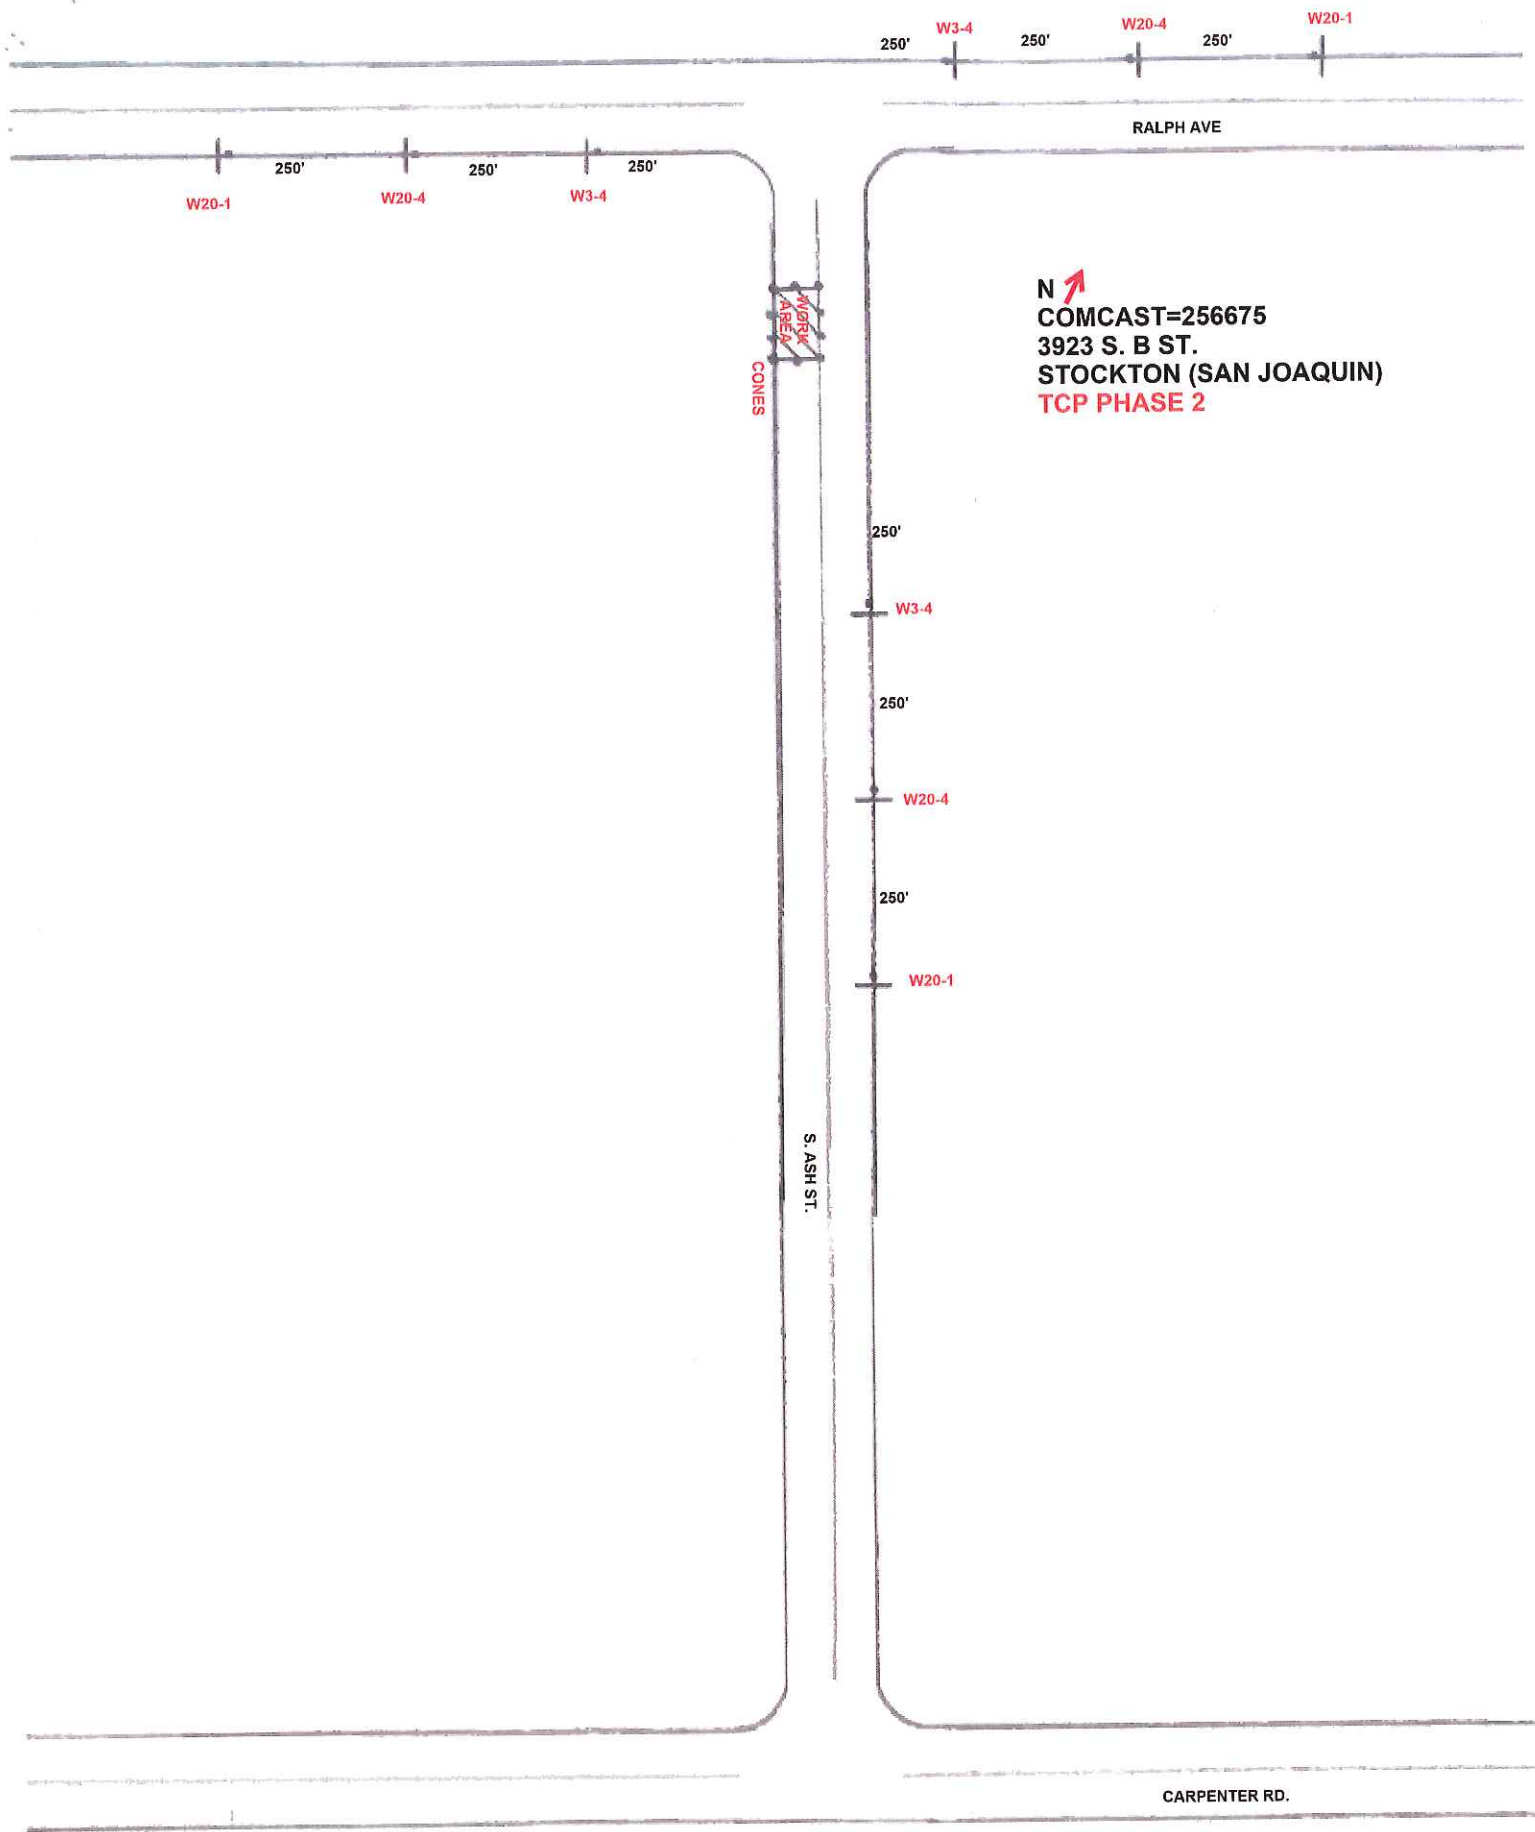 W3-4
W20-4
W20-1
250'
250'
250'
RALPH AVE
250'
250'
250'
W20-1
W20-4
W3-4
WORK
AREA
CONES
N
COMCAST=256675
3923 S. B ST.
STOCKTON (SAN JOAQUIN)
TCP PHASE 2
250'
W3-4
250'
W20-4
250'
W20-1
S. ASH ST.
CARPENTER RD.